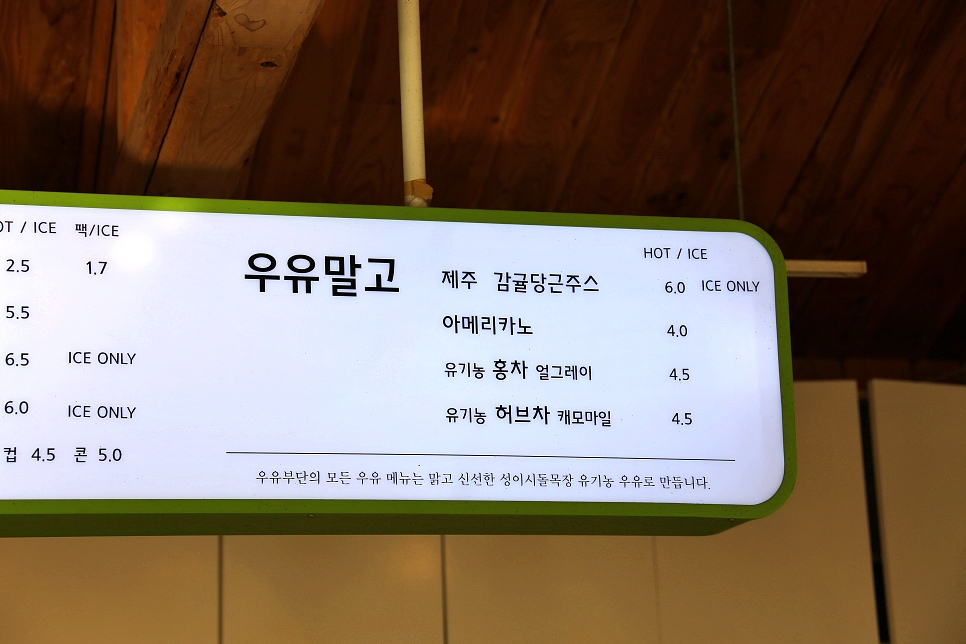 OT / ICE 팩/ICE
2.5 1.7
5.5
6.5 ICE ONLY
6.0 ICE ONLY
컵 4.5 콘 5.0
우유말고
HOT / ICE
제주 감귤당근주스 6.0 ICE ONLY
아메리카노 4.0
유기농 홍차 얼그레이 4.5
유기농 허브차 캐모마일 4.5
우유부단의 모든 우유 메뉴는 맑고 신선한 성이시돌목장 유기농 우유로 만듭니다.